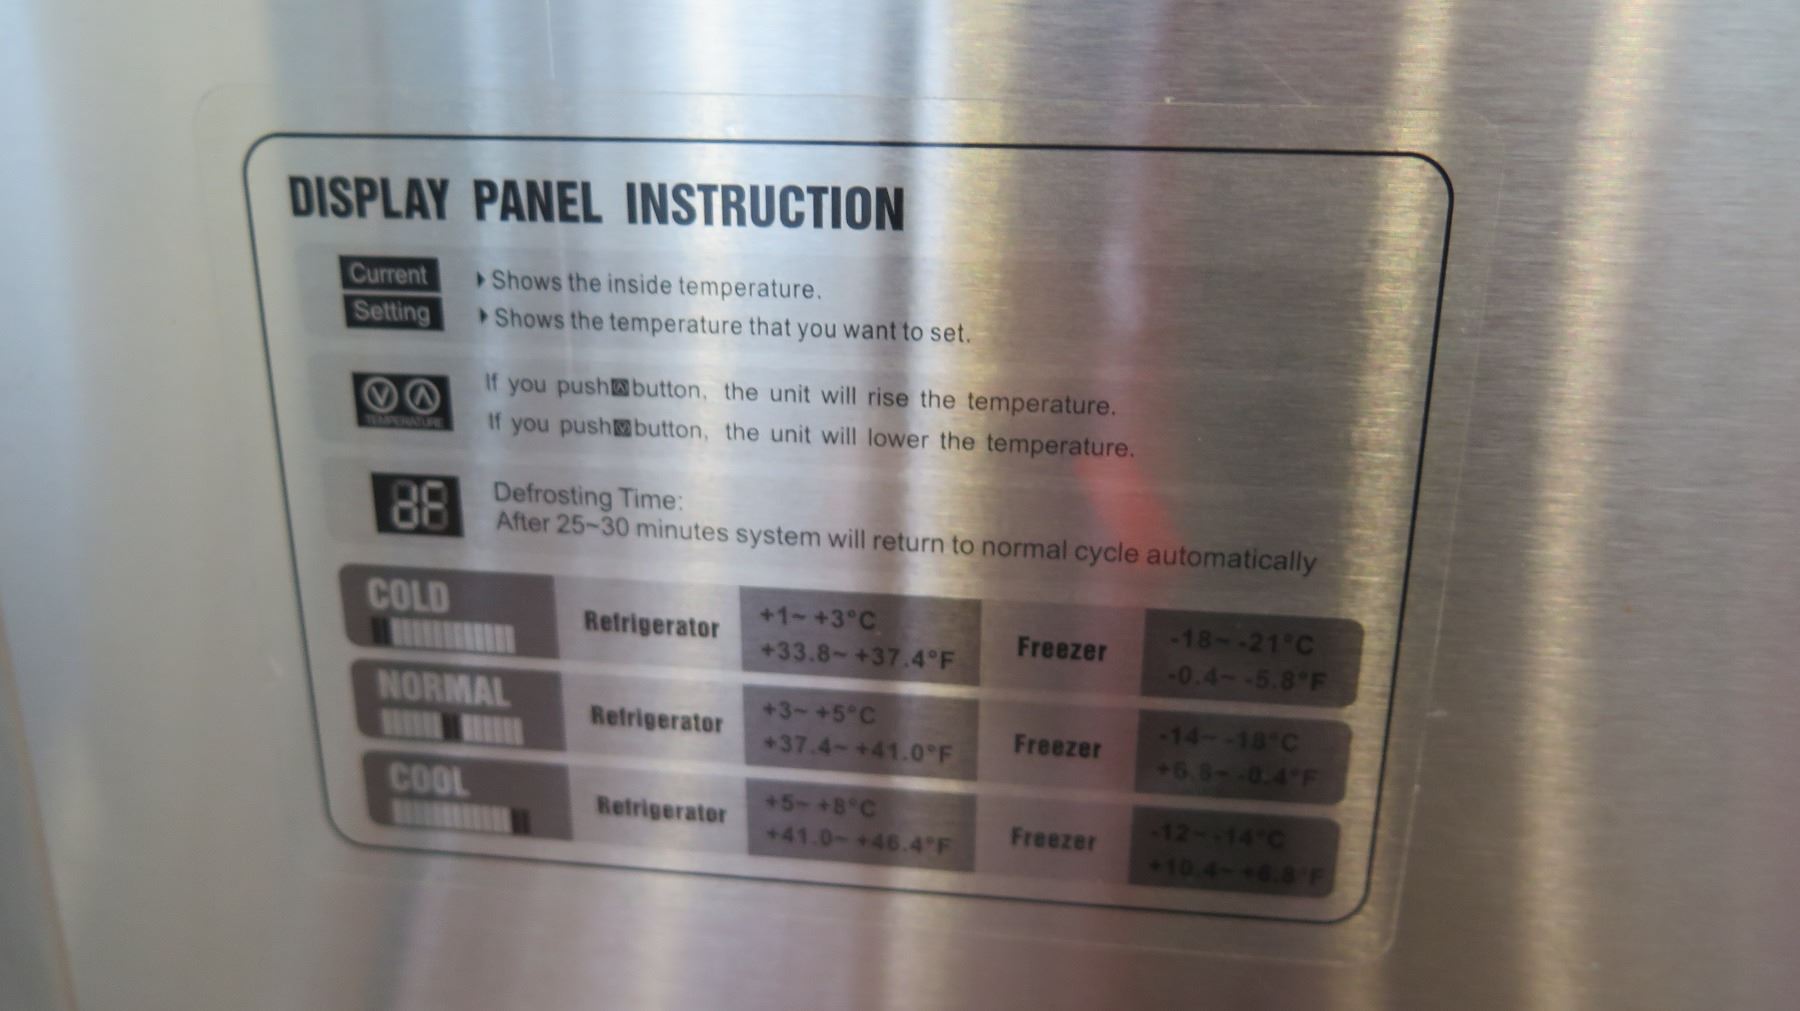 DISPLAY PANEL INSTRUCTION
Current
Shows the inside temperature.
Setting
Shows the temperature that you want to set.
TEMPERATURE
If you push button, the unit will rise the temperature.
If you push button, the unit will lower the temperature.
Defrosting Time:
After 25~30 minutes system will return to normal cycle automatically
COLD
Refrigerator
+1~ +3°C
+33.8~ +37.4°F
Freezer
-18~ -21°C
-0.4~ -5.8°F
NORMAL
Refrigerator
+3~ +5°C
+37.4~ +41.0°F
Freezer
-14~ -18°C
+6.8~ -0.4°F
COOL
Refrigerator
+5~ +8°C
+41.0~ +46.4°F
Freezer
-12~ -14°C
+10.4~ +6.8°F